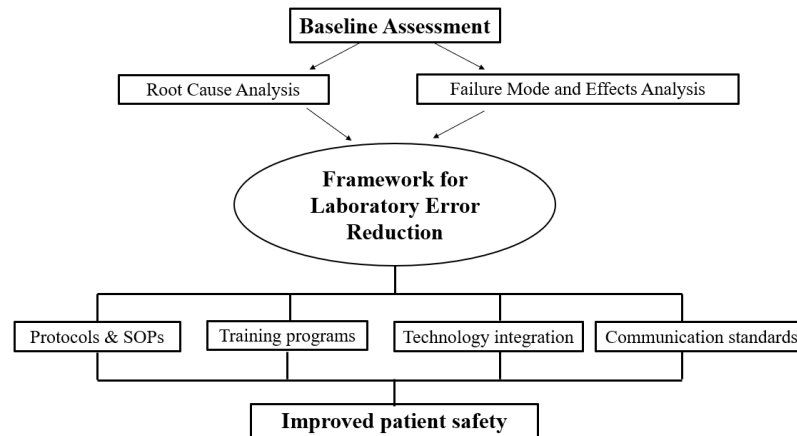 Baseline Assessment
Root Cause Analysis
Failure Mode and Effects Analysis
Framework for
Laboratory Error
Reduction
Protocols & SOPs
Training programs
Technology integration
Communication standards
Improved patient safety